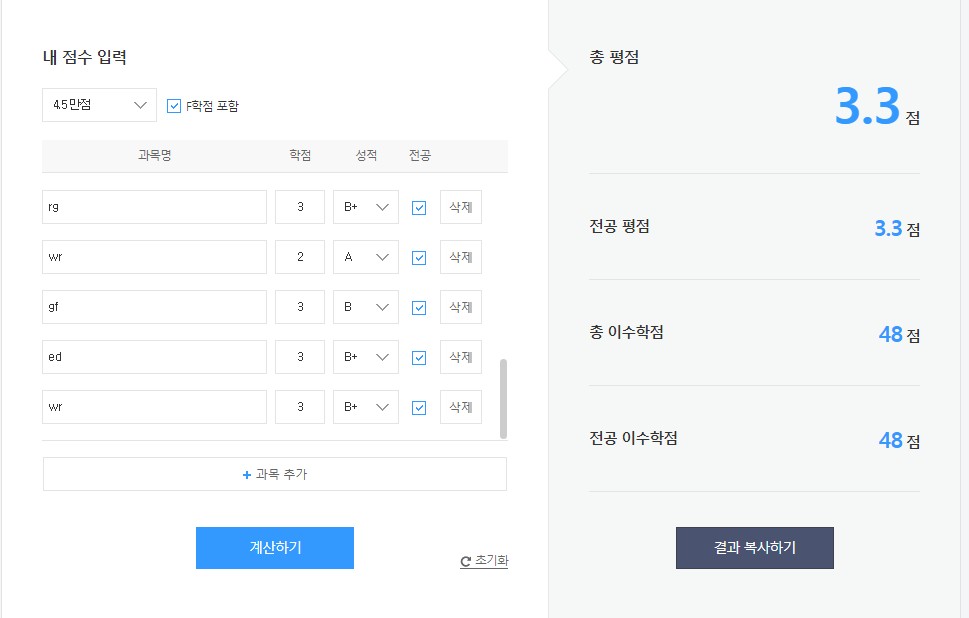 내 점수 입력
4.5만점 F학점 포함
과목명 학점 성적 전공
rg 3 B+ 삭제
wr 2 A 삭제
gf 3 B 삭제
ed 3 B+ 삭제
wr 3 B+ 삭제
+ 과목 추가
계산하기
초기화
총 평점
3.3 점
전공 평점
3.3 점
총 이수학점
48 점
전공 이수학점
48 점
결과 복사하기